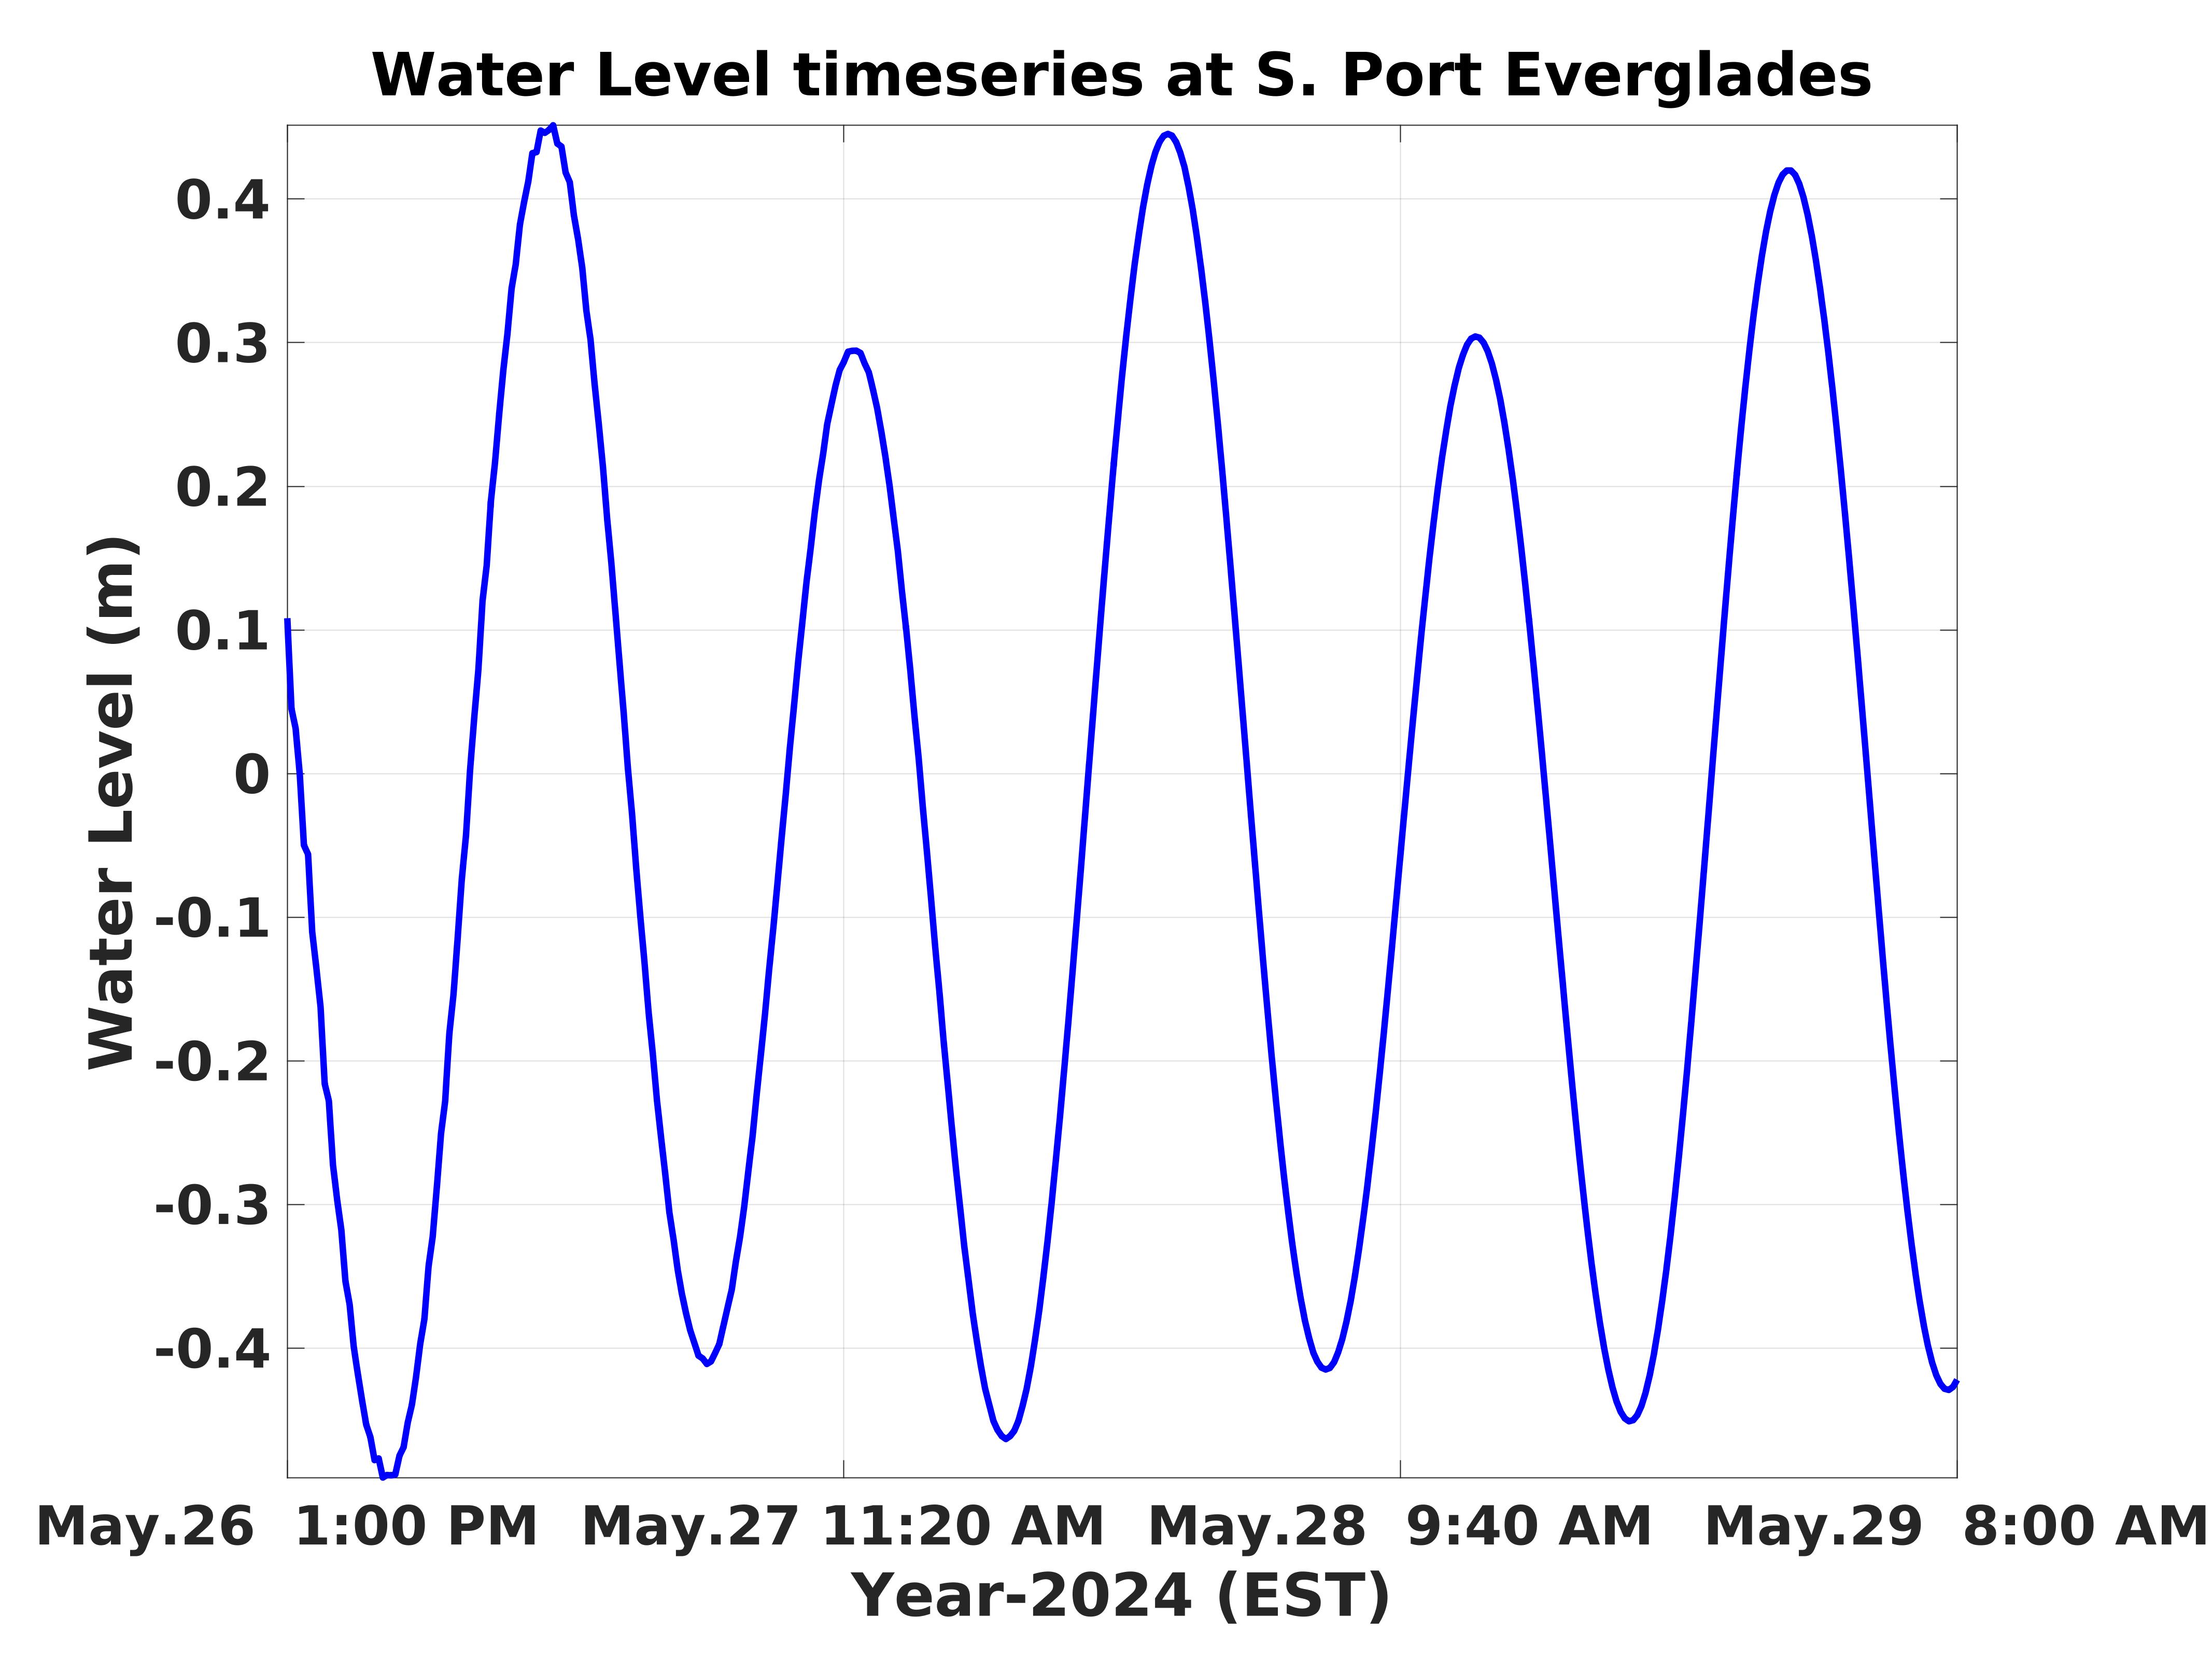 Water Level timeseries at S. Port Everglades
Water Level (m)
0.4
0.3
0.2
0.1
0
-0.1
-0.2
-0.3
-0.4
May.26 1:00 PM May.27 11:20 AM May.28 9:40 AM May.29 8:00 AM
Year-2024 (EST)